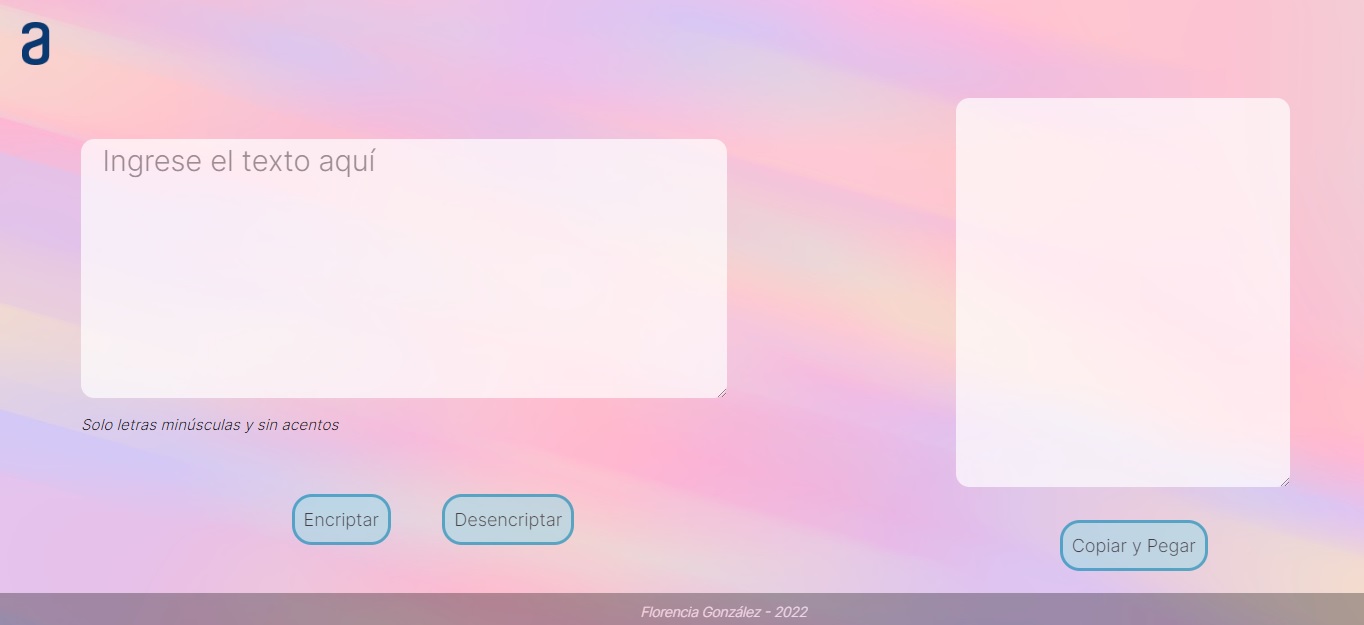 a
Ingrese el texto aquí
Solo letras minúsculas y sin acentos
Encriptar
Desencriptar
Copiar y Pegar
Florencia González - 2022